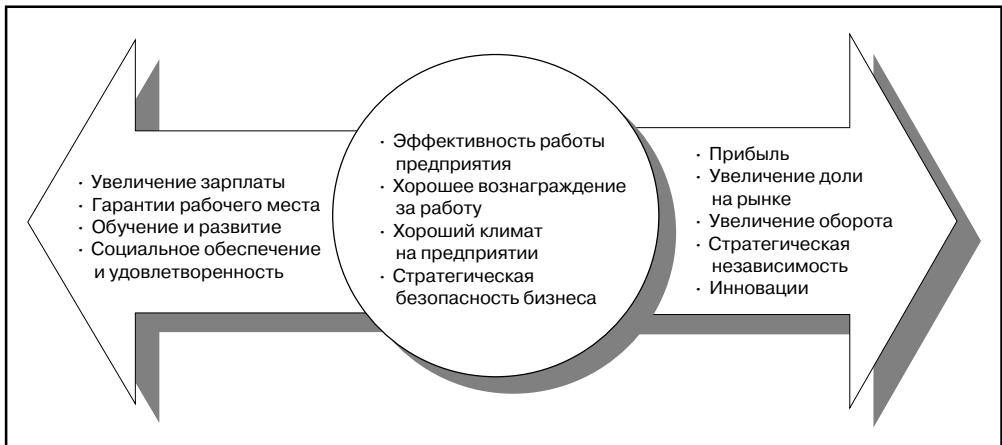 · Увеличение зарплаты
· Гарантии рабочего места
· Обучение и развитие
· Социальное обеспечение
и удовлетворенность
· Эффективность работы
предприятия
· Хорошее вознаграждение
за работу
· Хороший климат
на предприятии
· Стратегическая
безопасность бизнеса
· Прибыль
· Увеличение доли
на рынке
· Увеличение оборота
· Стратегическая
независимость
· Инновации